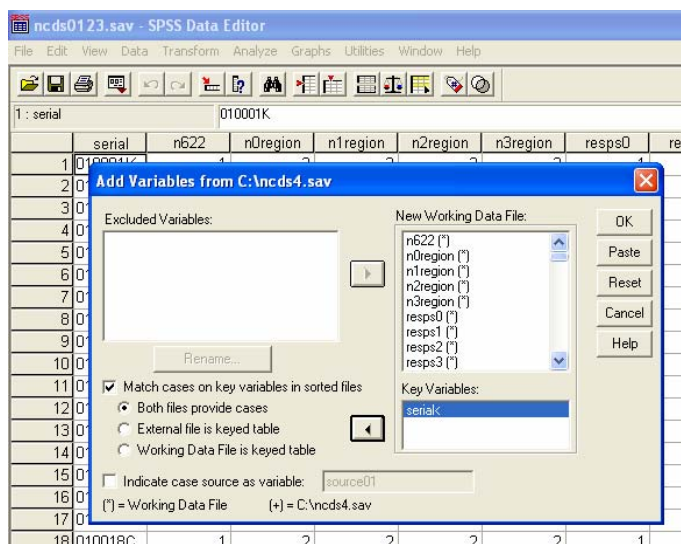 ncds0123.sav - SPSS Data Editor
File Edit View Data Transform Analyze Graphs Utilities Window Help
1 : serial 010001K
serial n622 n0region n1region n2region n3region resps0 re
1
2
3
4
5
6
7
8
9
10
11
12
13
14
15
16
17
18 010018C 1 2 2 2 2 1
Add Variables from C:\ncds4.sav
Excluded Variables:
Rename...
Match cases on key variables in sorted files
Both files provide cases
External file is keyed table
Working Data File is keyed table
Indicate case source as variable: source01
(*) = Working Data File (+) = C:\ncds4.sav
New Working Data File:
n622 (*)
n0region (*)
n1region (*)
n2region (*)
n3region (*)
resps0 (*)
resps1 (*)
resps2 (*)
resps3 (*)
Key Variables:
serial<
OK
Paste
Reset
Cancel
Help